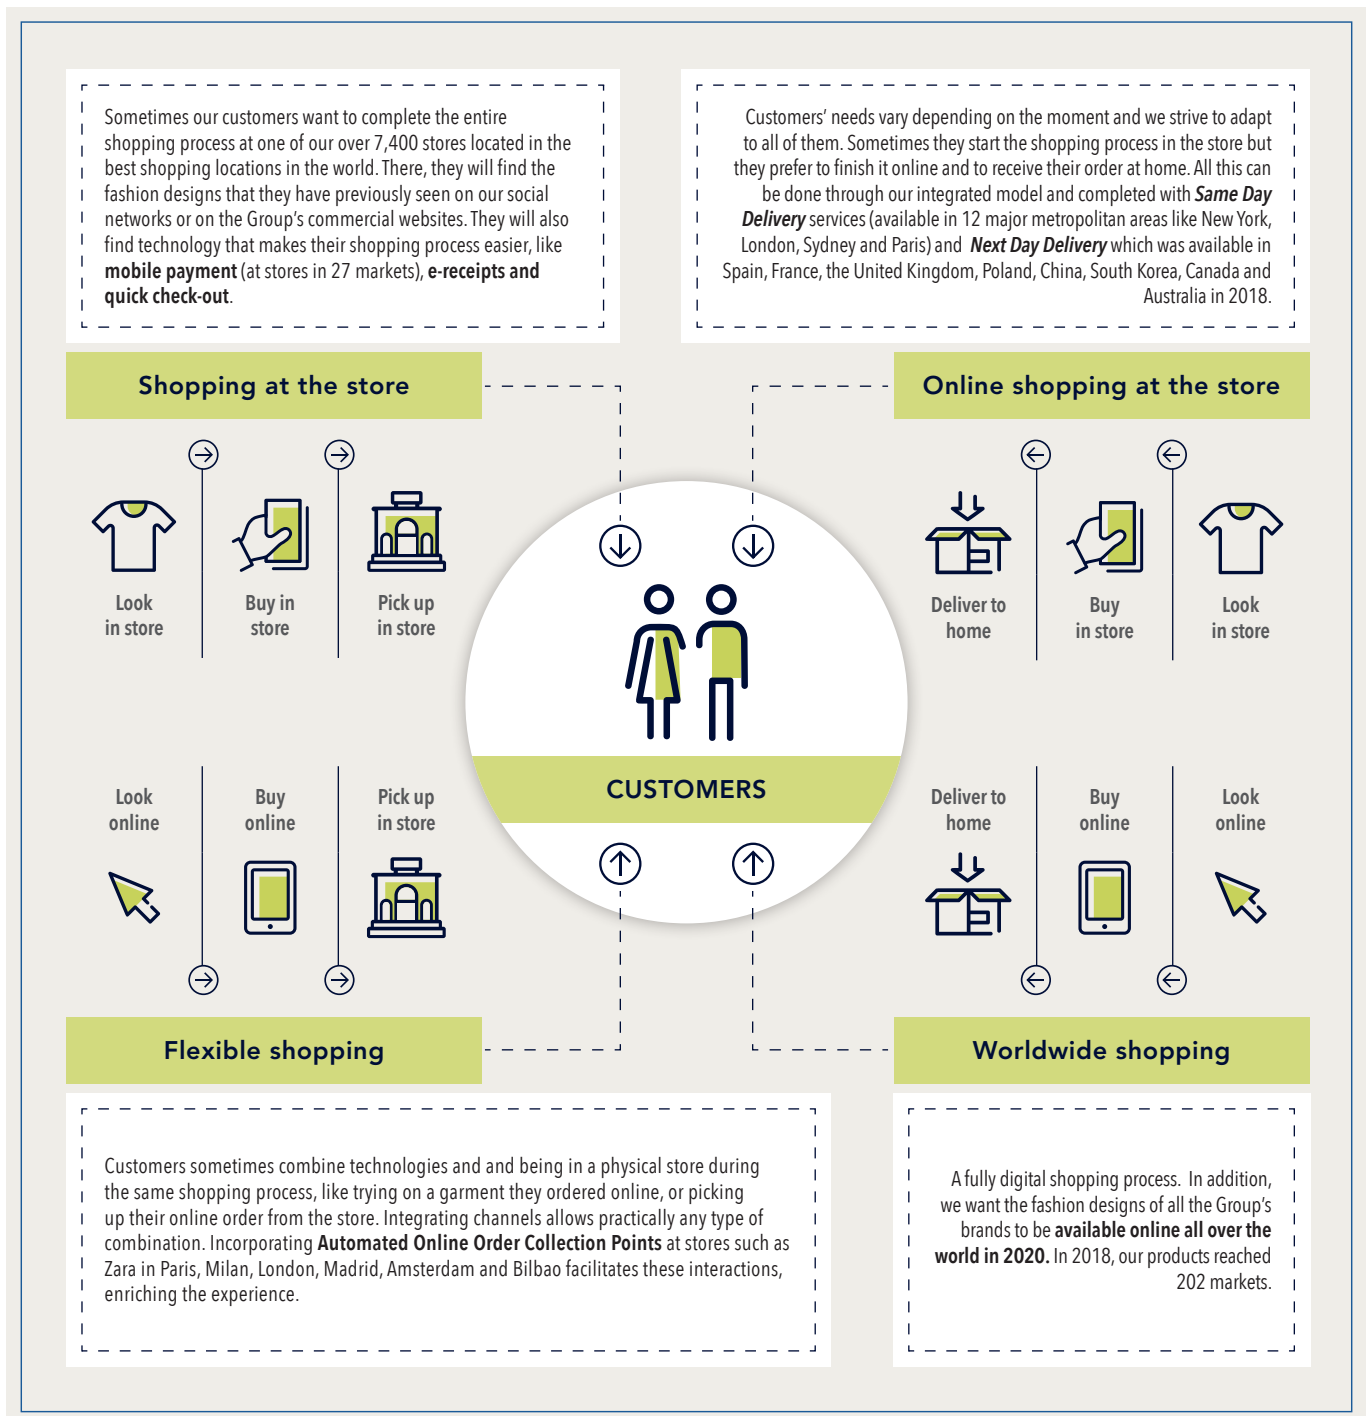 Sometimes our customers want to complete the entire
shopping process at one of our over 7,400 stores located in the
best shopping locations in the world. There, they will find the
fashion designs that they have previously seen on our social
networks or on the Group's commercial websites. They will also
find technology that makes their shopping process easier, like
mobile payment (at stores in 27 markets), e-receipts and
quick check-out.
Customers' needs vary depending on the moment and we strive to adapt
to all of them. Sometimes they start the shopping process in the store but
they prefer to finish it online and to receive their order at home. All this can
be done through our integrated model and completed with Same Day
Delivery services (available in 12 major metropolitan areas like New York,
London, Sydney and Paris) and Next Day Delivery which was available in
Spain, France, the United Kingdom, Poland, China, South Korea, Canada and
Australia in 2018.
Shopping at the store
Online shopping at the store
Look
in store
Buy in
store
Pick up
in store
Deliver to
home
Buy
in store
Look
in store
CUSTOMERS
Look
online
Buy
online
Pick up
in store
Deliver to
home
Buy
online
Look
online
Flexible shopping
Worldwide shopping
Customers sometimes combine technologies and and being in a physical store during
the same shopping process, like trying on a garment they ordered online, or picking
up their online order from the store. Integrating channels allows practically any type of
combination. Incorporating Automated Online Order Collection Points at stores such as
Zara in Paris, Milan, London, Madrid, Amsterdam and Bilbao facilitates these interactions,
enriching the experience.
A fully digital shopping process. In addition,
we want the fashion designs of all the Group's
brands to be available online all over the
world in 2020. In 2018, our products reached
202 markets.